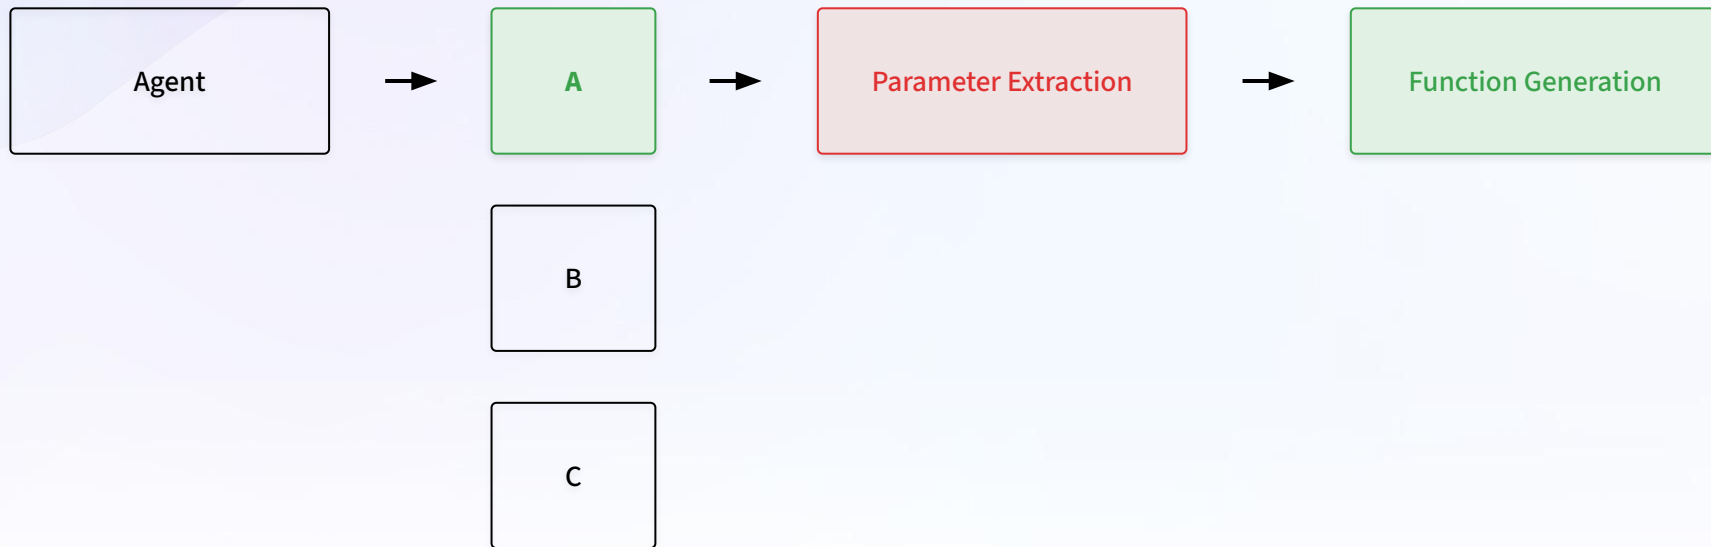 Agent
A
Parameter Extraction
Function Generation
B
C